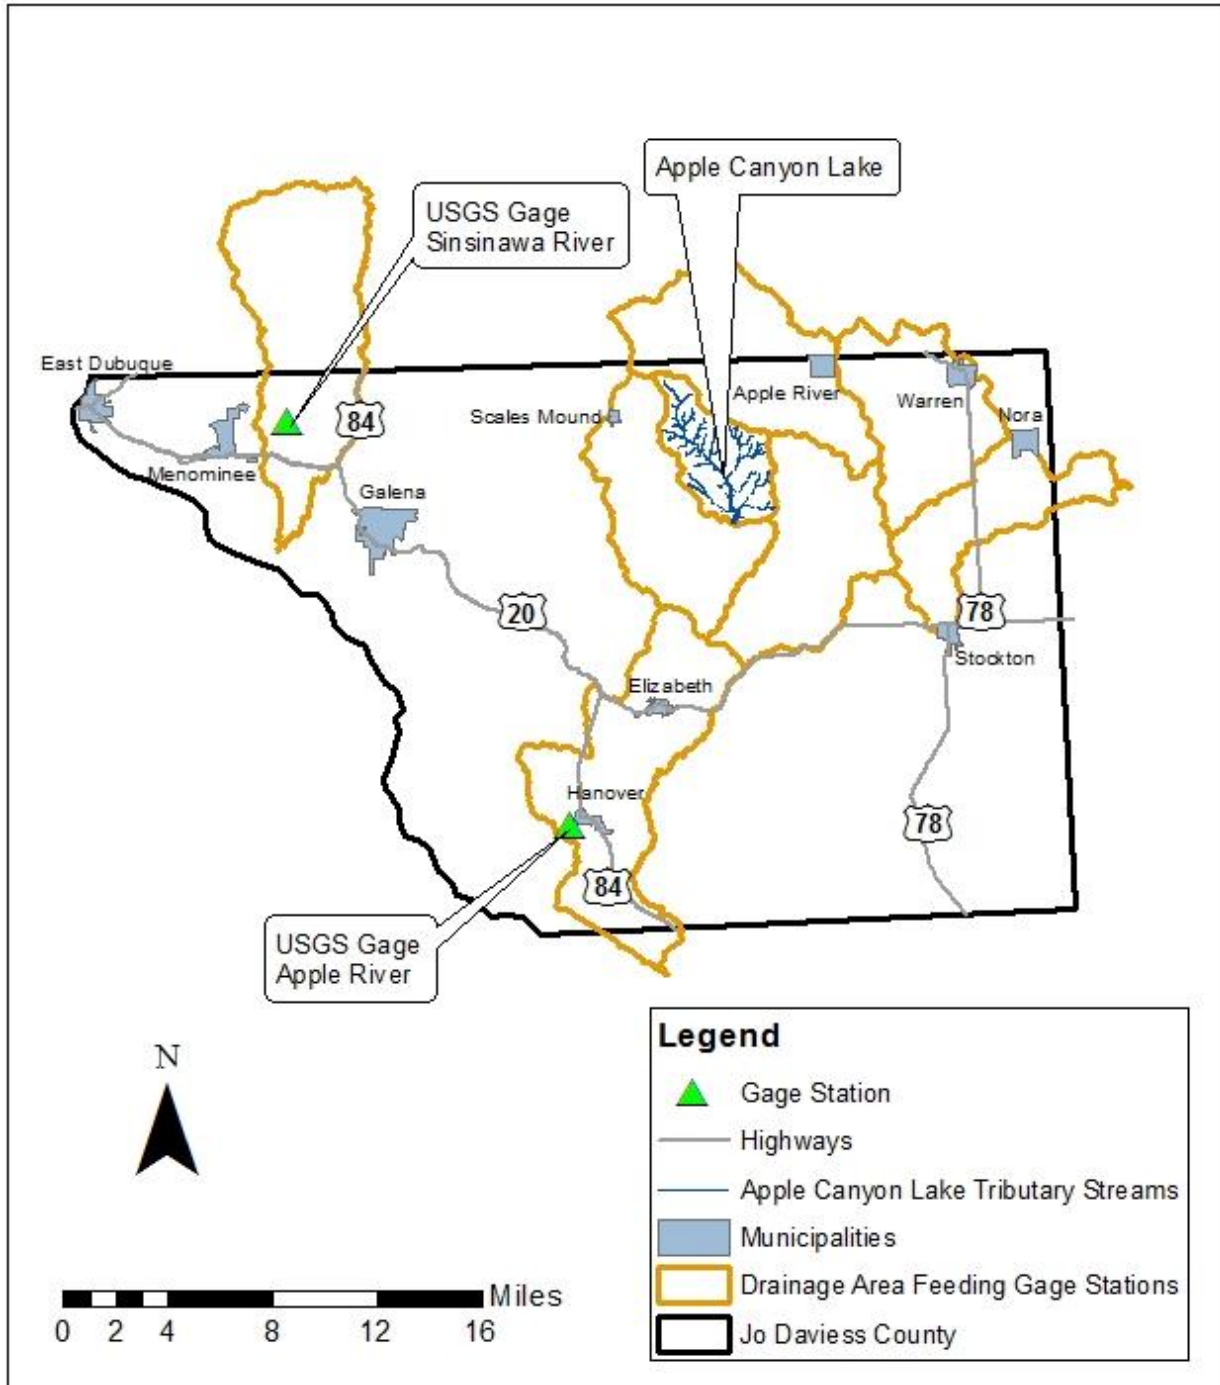 Apple Canyon Lake
USGS Gage
Sinsinawa River
East Dubuque
Apple River
Warren
84
Scales Mound
Nora
Menominee
Galena
20
78
Stockton
Elizabeth
Hanover
78
84
USGS Gage
Apple River
Legend
N
Gage Station
Highways
Apple Canyon Lake Tributary Streams
Municipalities
Drainage Area Feeding Gage Stations
Jo Daviess County
Miles
0 2 4 8 12 16